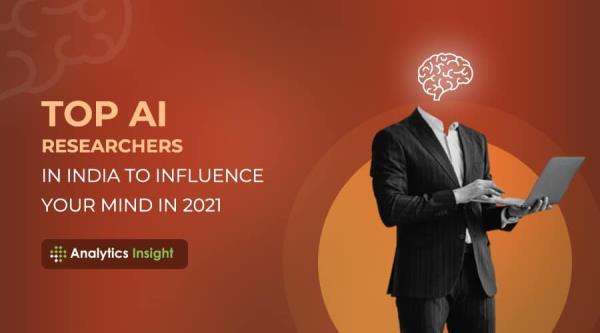 TOP AI
RESEARCHERS
IN INDIA TO INFLUENCE
YOUR MIND IN 2021
Analytics Insight